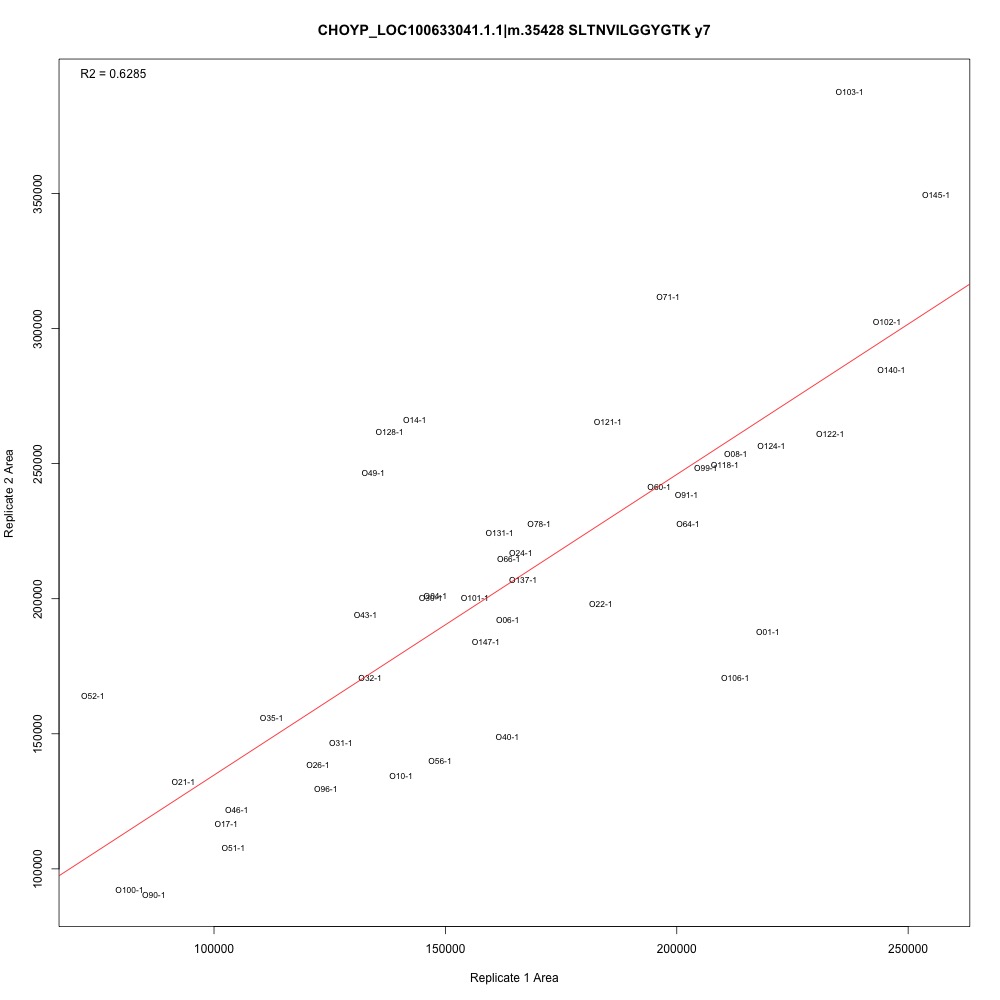 CHOYP_LOC100633041.1.1|m.35428 SLTNVILGGYGTK y7
R2 = 0.6285
O103-1
O145-1
O71-1
O102-1
O140-1
O14-1
O121-1
O128-1
O122-1
O124-1
O08-1
O118-1
O99-1
O49-1
O60-1
O91-1
O78-1
O64-1
O131-1
O24-1
O66-1
O137-1
O101-1
O22-1
O43-1
O06-1
O01-1
O147-1
O32-1
O106-1
O52-1
O35-1
O31-1
O40-1
O56-1
O26-1
O10-1
O21-1
O96-1
O46-1
O17-1
O51-1
O100-1
O90-1
350000
300000
250000
200000
150000
100000
Replicate 2 Area
100000
150000
200000
250000
Replicate 1 Area